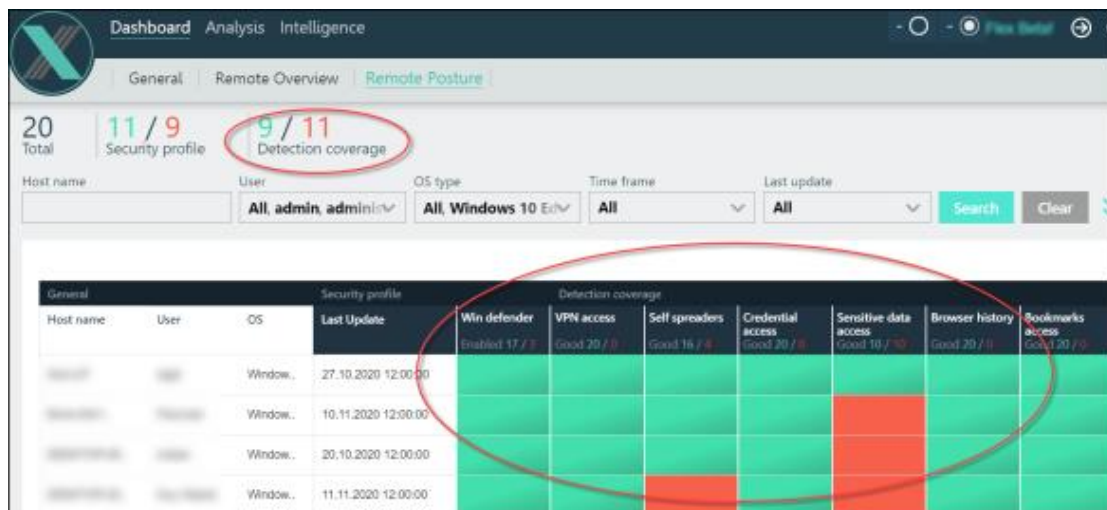 Dashboard Analysis Intelligence
General Remote Overview Remote Posture
20 11 / 9 9 / 11
Total Security profile Detection coverage
Host name User OS type Time frame Last update
All, admin, All, Windows 10 All All Search Clear
General Security profile Detection coverage
Host name User OS Last Update Win defender VPN access Self spreaders Credential access Sensitive data access Browser history Bookmarks access
Enabled 17 / 3 Good 20 / 0 Good 16 / 4 Good 20 / 0 Good 10 / 10 Good 20 / 0 Good 20 / 0
Window.. 27.10.2020 12:00:00
Window.. 10.11.2020 12:00:00
Window.. 20.10.2020 12:00:00
Window.. 11.11.2020 12:00:00